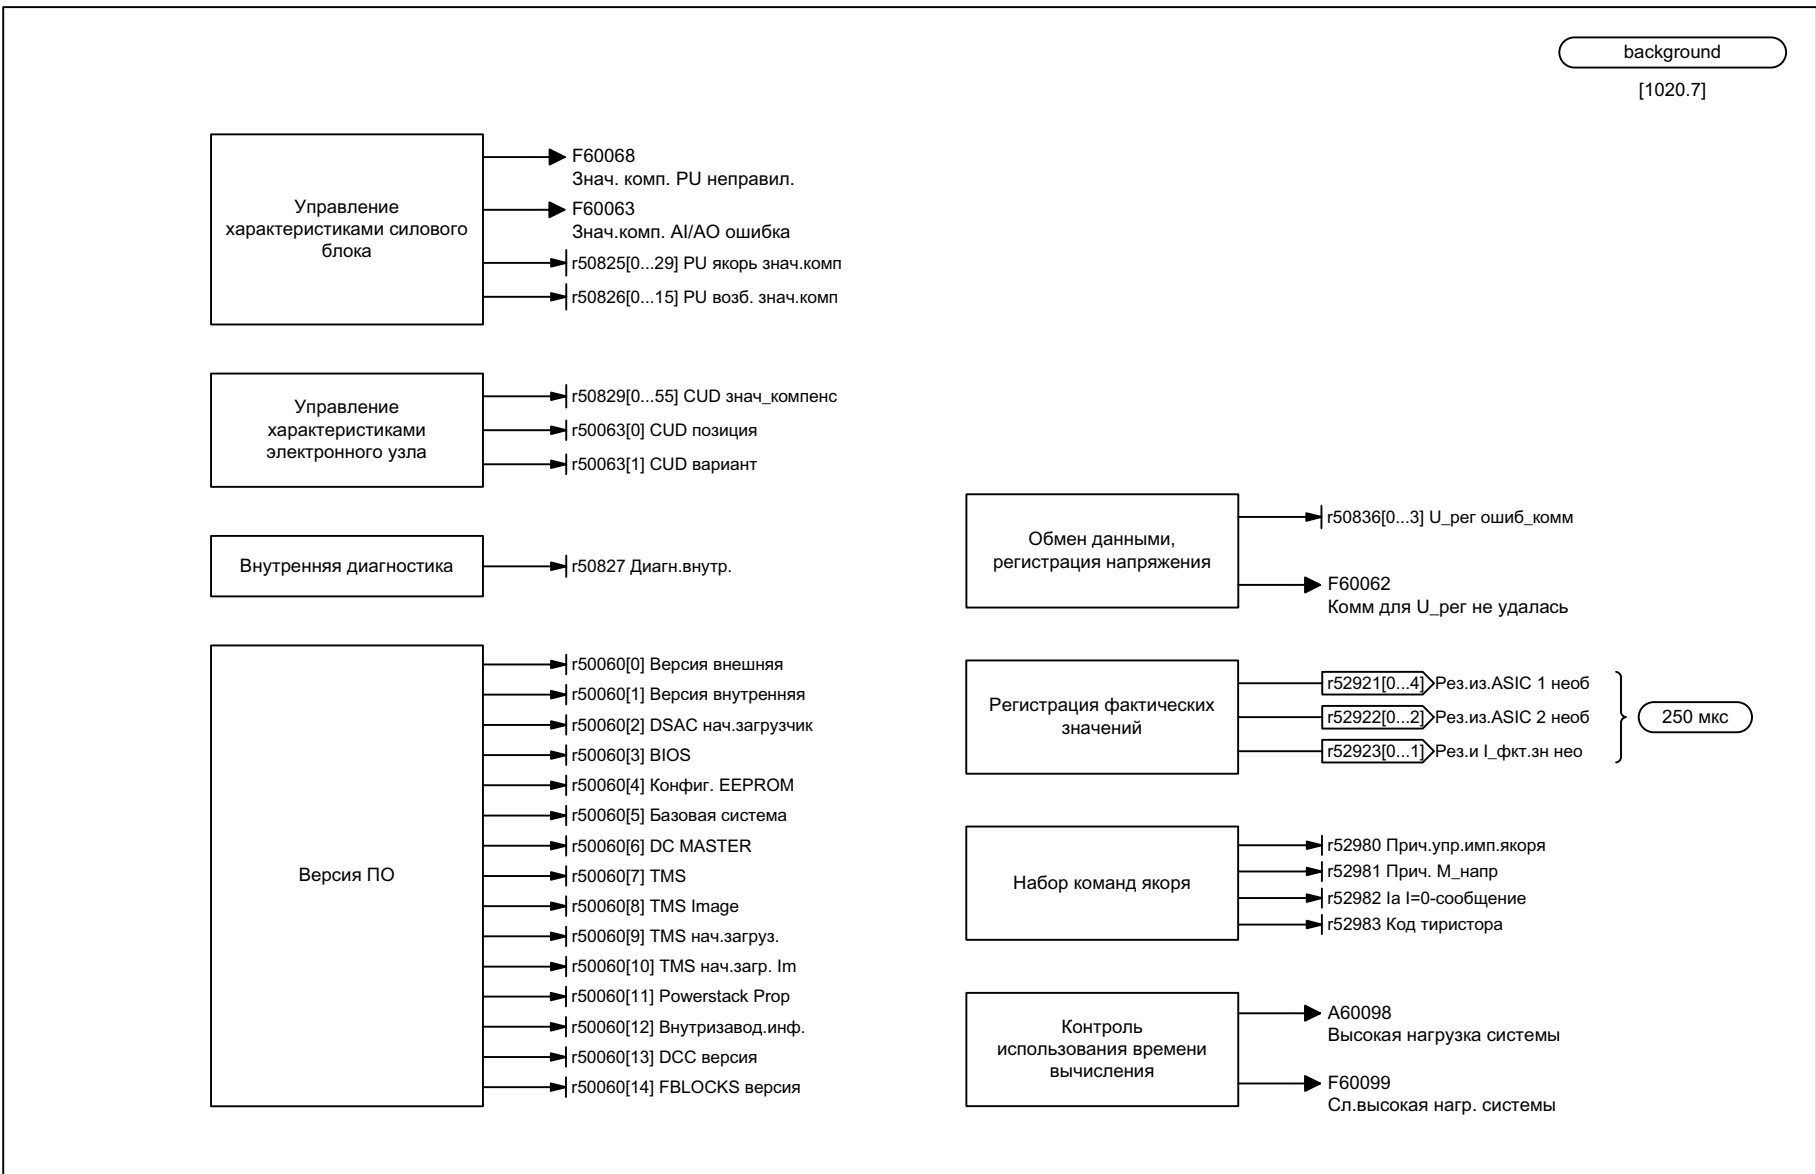 background
[1020.7]
Управление
характеристиками силового
блока
F60068
Знач. комп. PU неправил.
F60063
Знач.комп. AI/AO ошибка
r50825[0...29] PU якорь знач.комп
r50826[0...15] PU возб. знач.комп
Управление
характеристиками
электронного узла
r50829[0...55] CUD знач_компенс
r50063[0] CUD позиция
r50063[1] CUD вариант
Внутренняя диагностика
r50827 Диагн.внутр.
Версия ПО
r50060[0] Версия внешняя
r50060[1] Версия внутренняя
r50060[2] DSAC нач.загрузчик
r50060[3] BIOS
r50060[4] Конфиг. EEPROM
r50060[5] Базовая система
r50060[6] DC MASTER
r50060[7] TMS
r50060[8] TMS Image
r50060[9] TMS нач.загруз.
r50060[10] TMS нач.загр. Im
r50060[11] Powerstack Prop
r50060[12] Внутризавод.инф.
r50060[13] DCC версия
r50060[14] FBLOCKS версия
Обмен данными,
регистрация напряжения
r50836[0...3] U_рег ошиб_комм
F60062
Комм для U_рег не удалась
Регистрация фактических
значений
r52921[0...4] Рез.из.ASIC 1 необ
r52922[0...2] Рез.из.ASIC 2 необ
r52923[0...1] Рез.и I_фкт.зн нео
250 мкс
Набор команд якоря
r52980 Прич.упр.имп.якоря
r52981 Прич. М_напр
r52982 Ia I=0-сообщение
r52983 Код тиристора
Контроль
использования времени
вычисления
A60098
Высокая нагрузка системы
F60099
Сл.высокая нагр. системы